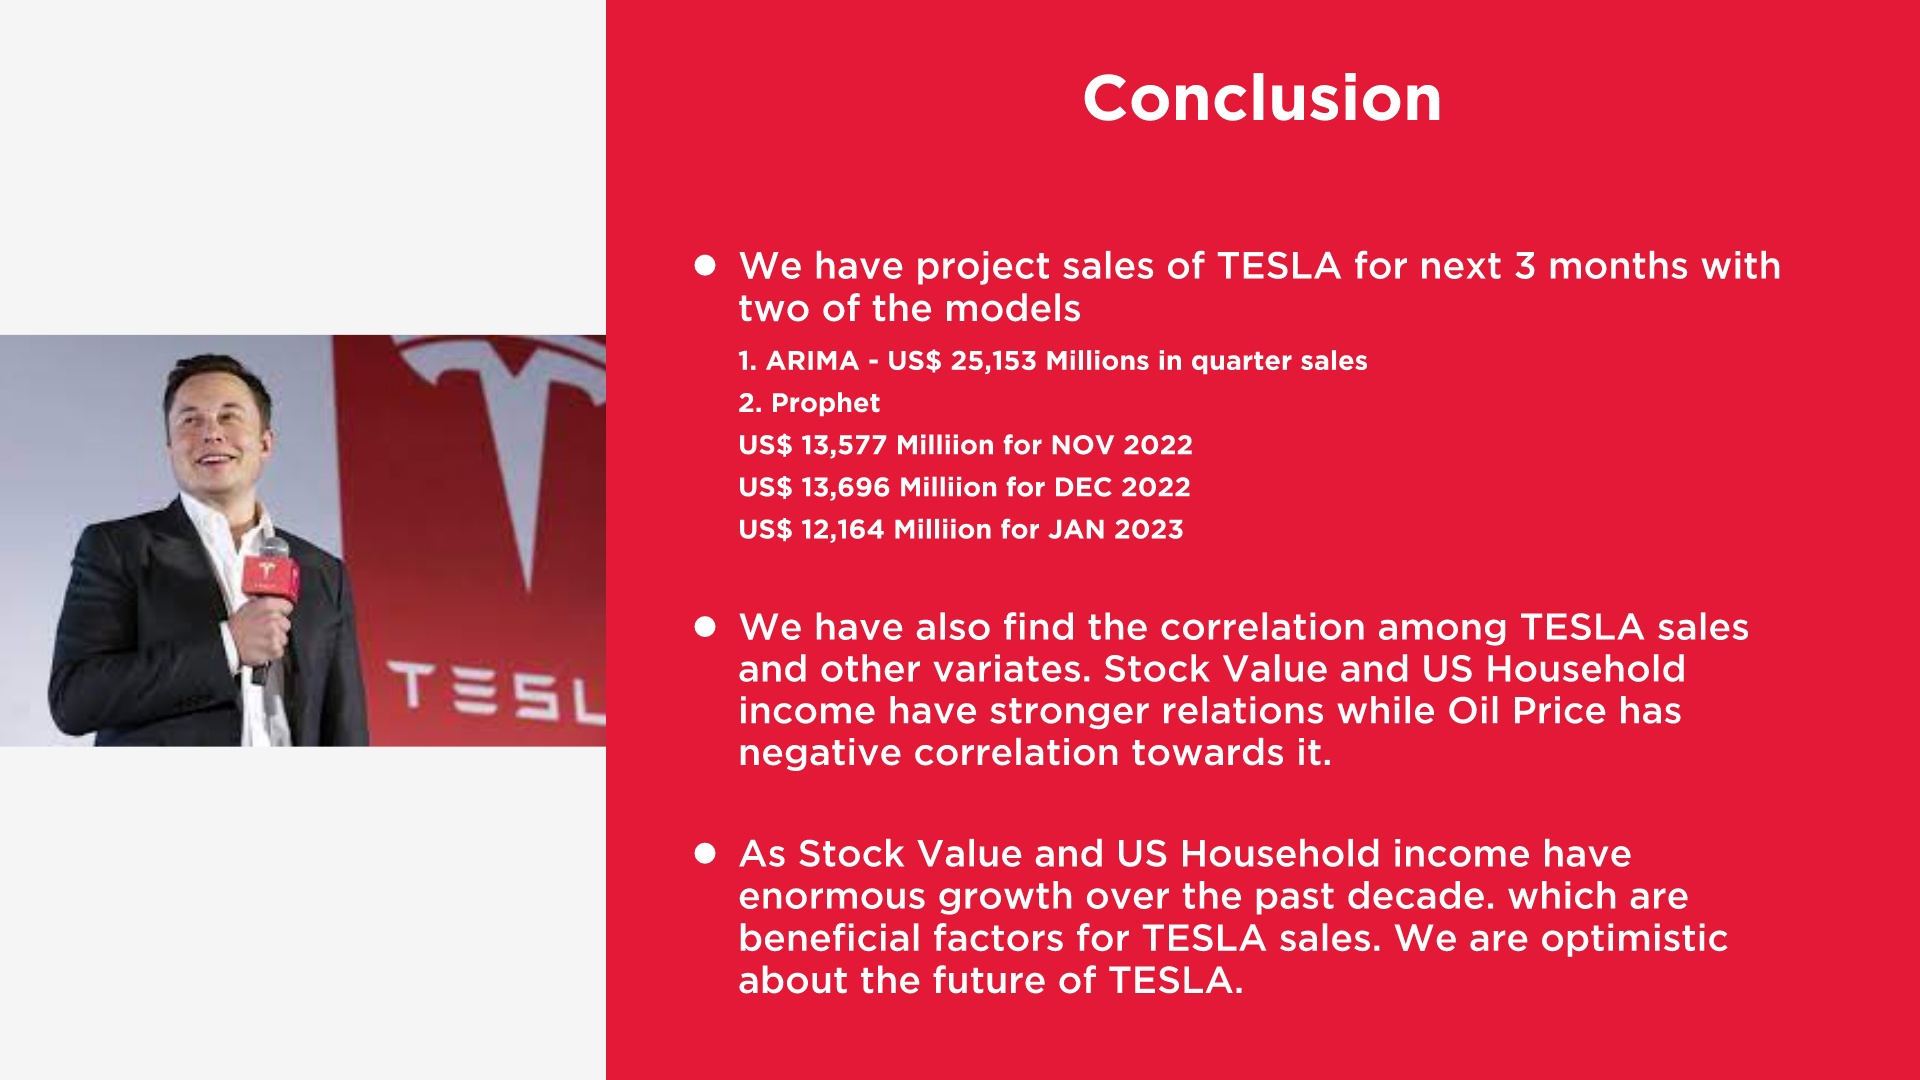 Conclusion
● We have project sales of TESLA for next 3 months with
two of the models
1. ARIMA - US$ 25,153 Millions in quarter sales
2. Prophet
US$ 13,577 Milliion for NOV 2022
US$ 13,696 Milliion for DEC 2022
US$ 12,164 Milliion for JAN 2023
● We have also find the correlation among TESLA sales
and other variates. Stock Value and US Household
income have stronger relations while Oil Price has
negative correlation towards it.
● As Stock Value and US Household income have
enormous growth over the past decade. which are
beneficial factors for TESLA sales. We are optimistic
about the future of TESLA.
TESL